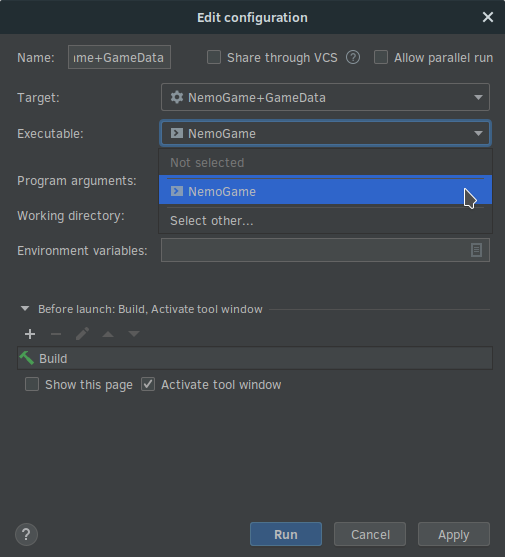 Edit configuration
Name: me+GameData Share through VCS ? Allow parallel run
Target: NemoGame+GameData
Executable: NemoGame
Not selected
Program arguments:
NemoGame
Working directory:
Select other...
Environment variables:
Before launch: Build, Activate tool window
Build
Show this page Activate tool window
? Run Cancel Apply